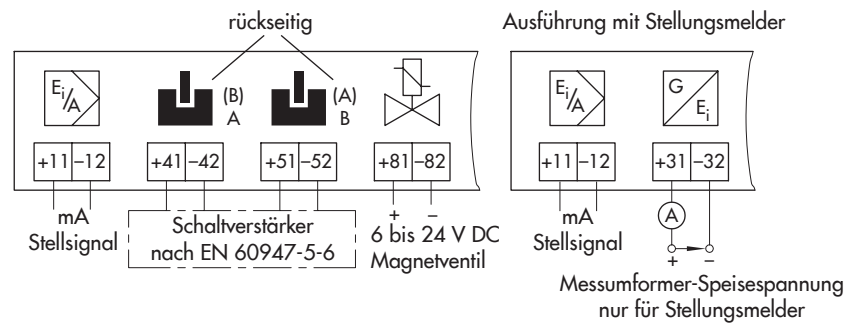 rückseitig
Ausführung mit Stellungsmelder
Ei/A
(B)
A
(A)
B
Ei/A
G
Ei
+11 –12
+41 –42
+51 –52
+81 –82
+11 –12
+31 –32
mA
Stellsignal
Schaltverstärker
nach EN 60947-5-6
+ –
6 bis 24 V DC
Magnetventil
mA
Stellsignal
A
+ –
Messumformer-Speisespannung
nur für Stellungsmelder